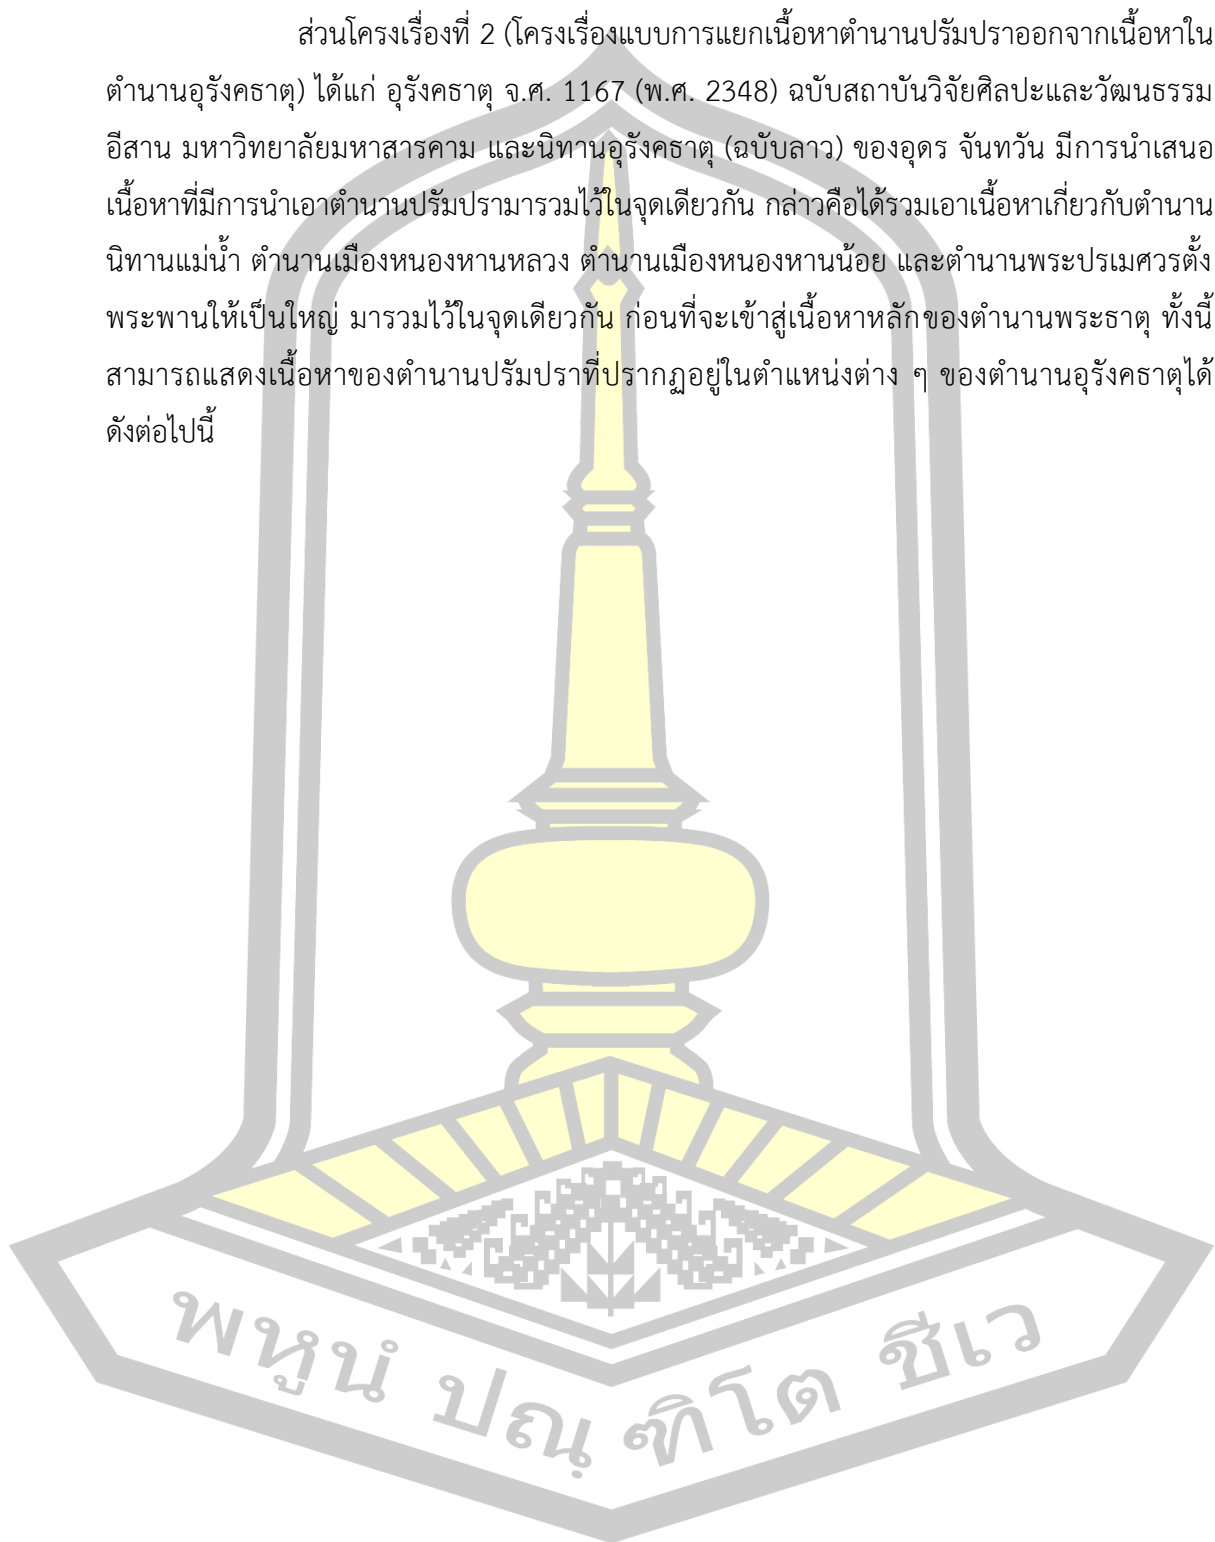 ส่วนโครงเรื่องที่ 2 (โครงเรื่องแบบการแยกเนื้อหาตำนานปรัมปราออกจากเนื้อหาใน
ตำนานอุรังคธาตุ) ได้แก่ อุรังคธาตุ จ.ศ. 1167 (พ.ศ. 2348) ฉบับสถาบันวิจัยศิลปะและวัฒนธรรม
อีสาน มหาวิทยาลัยมหาสารคาม และนิทานอุรังคธาตุ (ฉบับลาว) ของอุดร จันทวัน มีการนำเสนอ
เนื้อหาที่มีการนำเอาตำนานปรัมปรามารวมไว้ในจุดเดียวกัน กล่าวคือได้รวมเอาเนื้อหาเกี่ยวกับตำนาน
นิทานแม่น้ำ ตำนานเมืองหนองหานหลวง ตำนานเมืองหนองหานน้อย และตำนานพระปรเมศวรตั้ง
พระพานให้เป็นใหญ่ มารวมไว้ในจุดเดียวกัน ก่อนที่จะเข้าสู่เนื้อหาหลักของตำนานพระธาตุ ทั้งนี้
สามารถแสดงเนื้อหาของตำนานปรัมปราที่ปรากฏอยู่ในตำแหน่งต่าง ๆ ของตำนานอุรังคธาตุได้
ดังต่อไปนี้
พหูนํ ปณฺ ฑิโต ชีเว